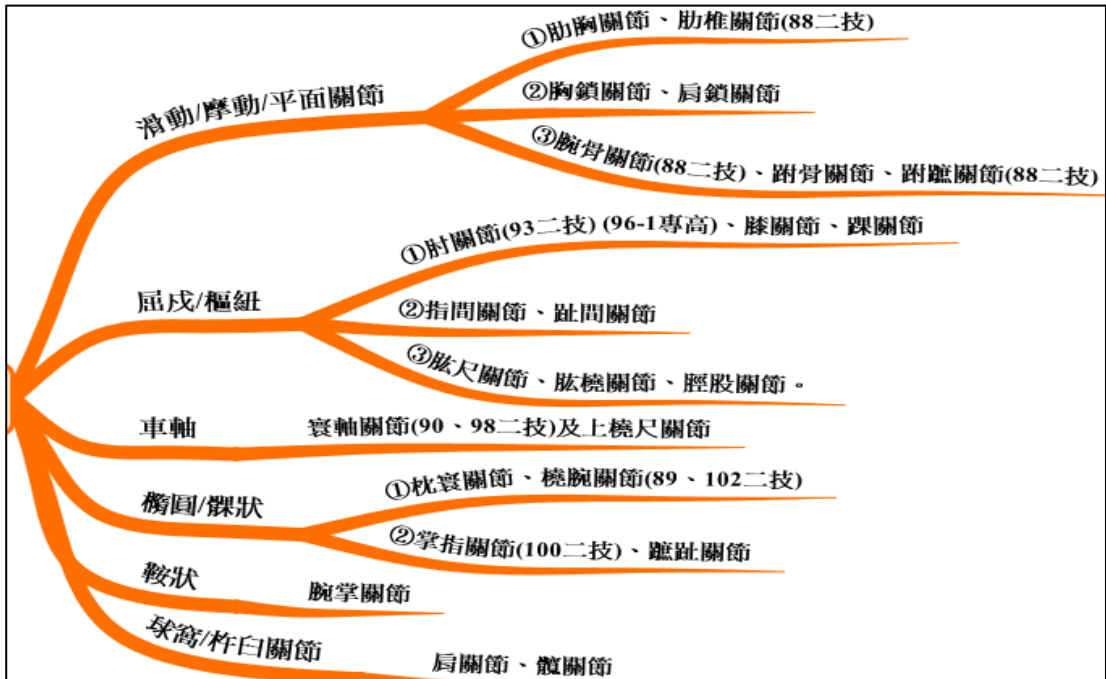 滑動/摩動/平面關節
①肋胸關節、肋椎關節(88二技)
②胸鎖關節、肩鎖關節
③腕骨關節(88二技)、跗骨關節、跗蹠關節(88二技)
屈戌/樞紐
①肘關節(93二技) (96-1專高)、膝關節、踝關節
②指間關節、趾間關節
③肱尺關節、肱橈關節、脛股關節。
車軸
寰軸關節(90、98二技)及上橈尺關節
橢圓/髁狀
①枕寰關節、橈腕關節(89、102二技)
②掌指關節(100二技)、蹠趾關節
鞍狀
腕掌關節
球窩/杵臼關節
肩關節、髖關節